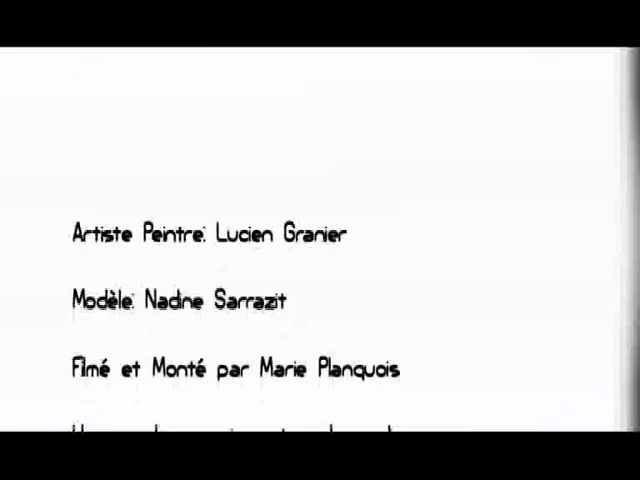 Artiste Peintre: Lucien Granier
Modèle: Nadine Sarrazit
Filmé et Monté par Marie Planquois